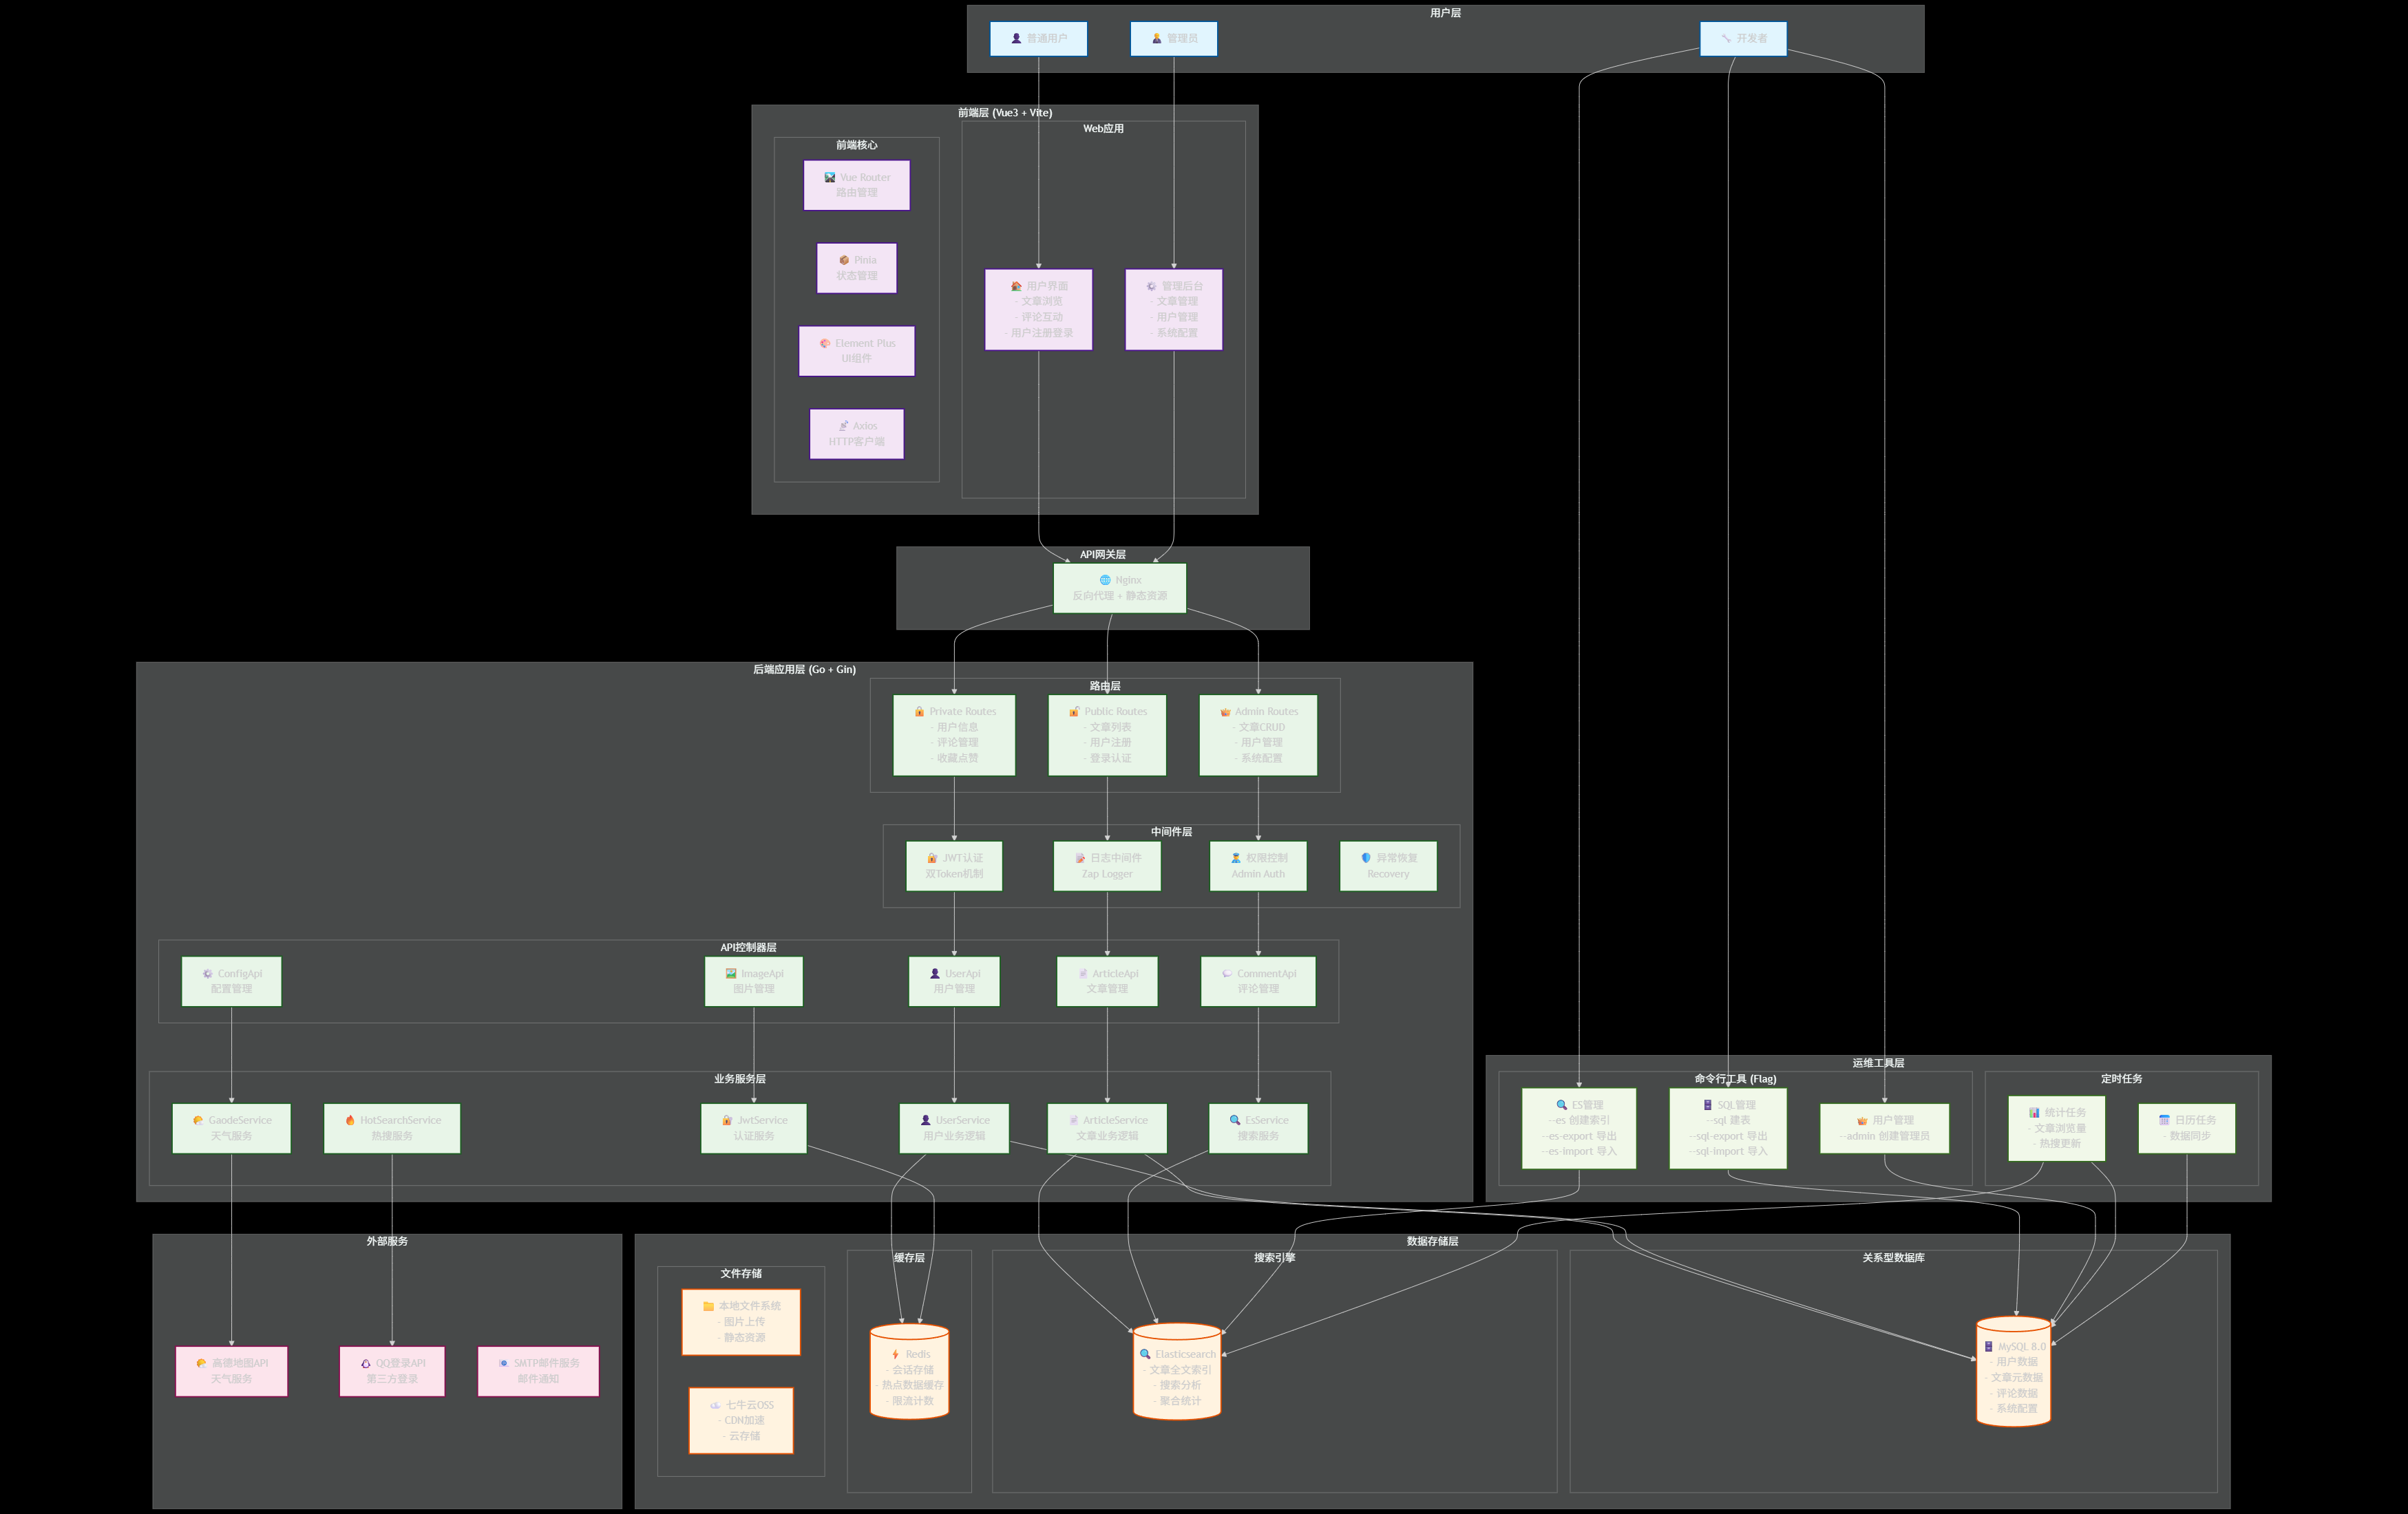 用户层
👤 普通用户
👨‍💼 管理员
🔧 开发者
前端层 (Vue3 + Vite)
Web应用
前端核心
🛣️ Vue Router
路由管理
📦 Pinia
状态管理
🎨 Element Plus
UI组件
📡 Axios
HTTP客户端
🏠 用户界面
- 文章浏览
- 评论互动
- 用户注册登录
⚙️ 管理后台
- 文章管理
- 用户管理
- 系统配置
API网关层
🌐 Nginx
反向代理 + 静态资源
后端应用层 (Go + Gin)
路由层
🔒 Private Routes
- 用户信息
- 评论管理
- 收藏点赞
🔓 Public Routes
- 文章列表
- 用户注册
- 登录认证
👑 Admin Routes
- 文章CRUD
- 用户管理
- 系统配置
中间件层
🔐 JWT认证
双Token机制
📝 日志中间件
Zap Logger
👮 权限控制
Admin Auth
🛡️ 异常恢复
Recovery
API控制器层
⚙️ ConfigApi
配置管理
🖼️ ImageApi
图片管理
👤 UserApi
用户管理
📄 ArticleApi
文章管理
💬 CommentApi
评论管理
业务服务层
🌤️ GaodeService
天气服务
🔥 HotSearchService
热搜服务
🔐 JwtService
认证服务
👤 UserService
用户业务逻辑
📄 ArticleService
文章业务逻辑
🔍 EsService
搜索服务
运维工具层
命令行工具 (Flag)
🔍 ES管理
--es 创建索引
--es-export 导出
--es-import 导入
🗄️ SQL管理
--sql 建表
--sql-export 导出
--sql-import 导入
👑 用户管理
--admin 创建管理员
定时任务
📊 统计任务
- 文章浏览量
- 热搜更新
📅 日历任务
- 数据同步
外部服务
🌤️ 高德地图API
天气服务
🐧 QQ登录API
第三方登录
📧 SMTP邮件服务
邮件通知
数据存储层
文件存储
📁 本地文件系统
- 图片上传
- 静态资源
☁️ 七牛云OSS
- CDN加速
- 云存储
缓存层
⚡ Redis
- 会话存储
- 热点数据缓存
- 限流计数
搜索引擎
🔍 Elasticsearch
- 文章全文索引
- 搜索分析
- 聚合统计
关系型数据库
🗄️ MySQL 8.0
- 用户数据
- 文章元数据
- 评论数据
- 系统配置